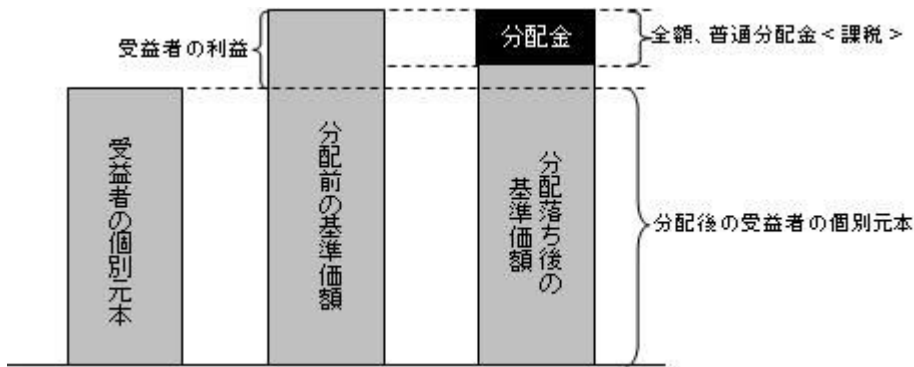 受益者の利益
分配金
全額、普通分配金＜課税＞
受益者の個別元本
分配前の基準価額
分配落ち後の
基準価額
分配後の受益者の個別元本